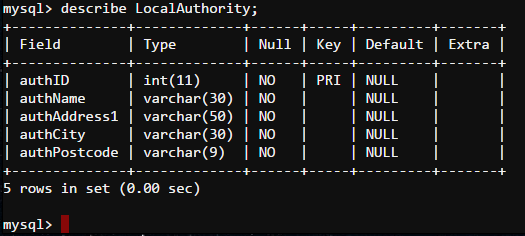 mysql> describe LocalAuthority;
+--------------+-------------+------+-----+---------+-------+
| Field        | Type        | Null | Key | Default | Extra |
+--------------+-------------+------+-----+---------+-------+
| authID       | int(11)     | NO   | PRI | NULL    |       |
| authName     | varchar(30) | NO   |     | NULL    |       |
| authAddress1 | varchar(50) | NO   |     | NULL    |       |
| authCity     | varchar(30) | NO   |     | NULL    |       |
| authPostcode | varchar(9)  | NO   |     | NULL    |       |
+--------------+-------------+------+-----+---------+-------+
5 rows in set (0.00 sec)
mysql>